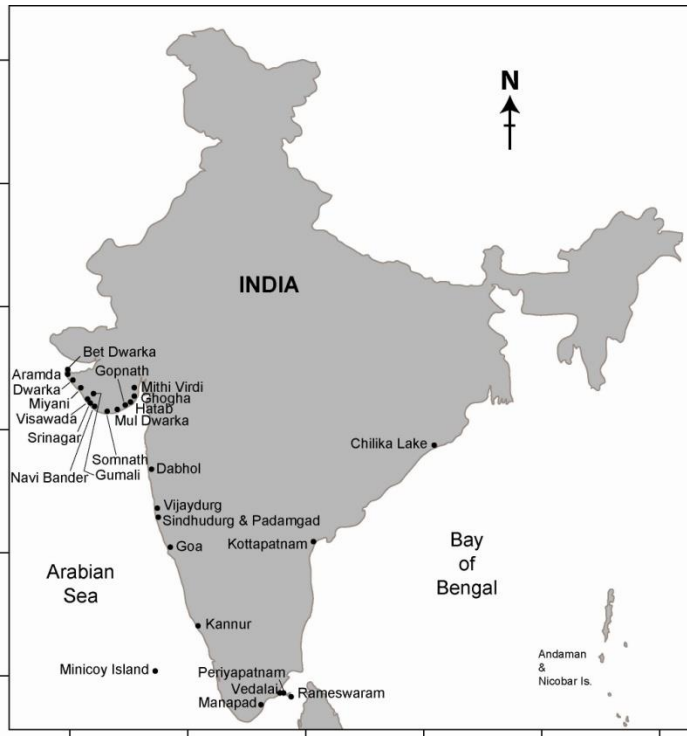 N
INDIA
Bet Dwarka
Gopnath
Aramda
Mithi Virdi
Dwarka
Ghogha
Miyani
Hatab
Visawada
Mul Dwarka
Srinagar
Somnath
Navi Bander
Gumali
Chilika Lake
Dabhol
Vijaydurg
Sindhudurg & Padamgad
Goa
Kottapatnam
Bay
of
Bengal
Arabian
Sea
Kannur
Minicoy Island
Andaman
&
Nicobar Is.
Periyapatnam
Vedalai
Rameswaram
Manapad